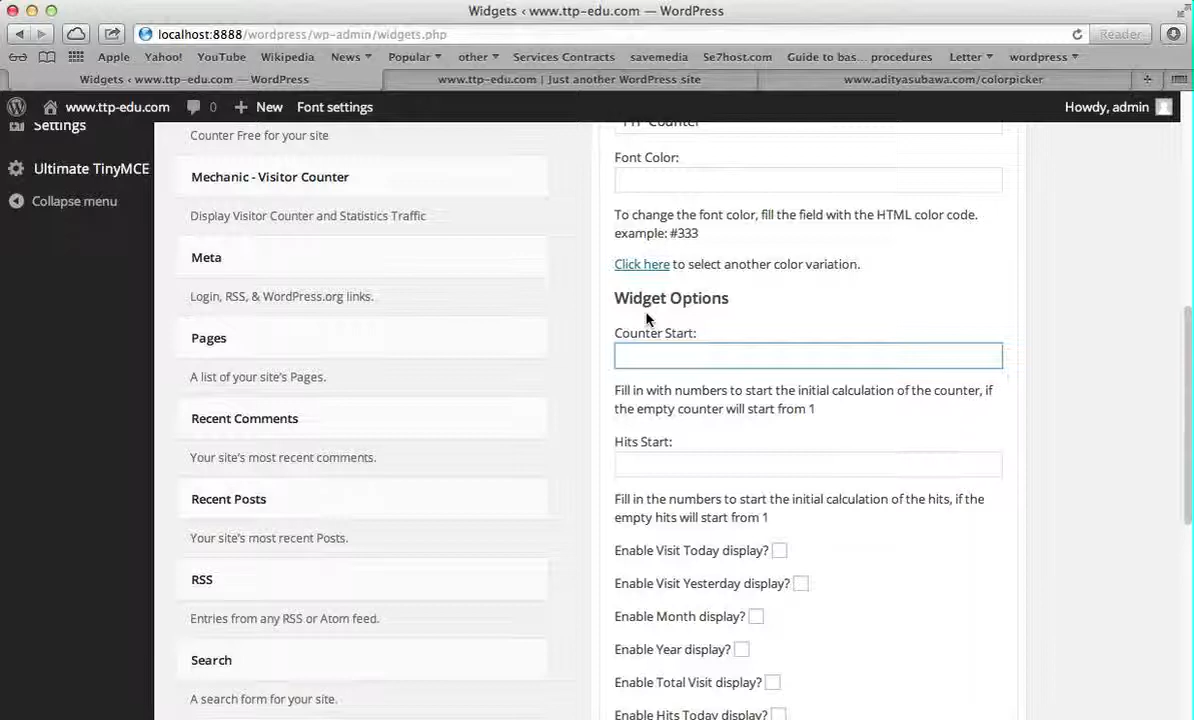 Widgets ‹ www.ttp-edu.com — WordPress
localhost:8888/wordpress/wp-admin/widgets.php
Reader
Apple Yahoo! YouTube Wikipedia News Popular other Services Contracts savemedia Se7host.com Guide to bas... procedures Letter wordpress
Widgets ‹ www.ttp-edu.com — WordPress
www.ttp-edu.com | Just another WordPress site
www.adityasubawa.com/colorpicker
www.ttp-edu.com 0 + New Font settings Howdy, admin
Settings
Ultimate TinyMCE
Collapse menu
Counter Free for your site
Mechanic - Visitor Counter
Display Visitor Counter and Statistics Traffic
Meta
Login, RSS, & WordPress.org links.
Pages
A list of your site's Pages.
Recent Comments
Your site's most recent comments.
Recent Posts
Your site's most recent Posts.
RSS
Entries from any RSS or Atom feed.
Search
A search form for your site.
Font Color:
To change the font color, fill the field with the HTML color code.
example: #333
Click here to select another color variation.
Widget Options
Counter Start:
Fill in with numbers to start the initial calculation of the counter, if
the empty counter will start from 1
Hits Start:
Fill in the numbers to start the initial calculation of the hits, if the
empty hits will start from 1
Enable Visit Today display?
Enable Visit Yesterday display?
Enable Month display?
Enable Year display?
Enable Total Visit display?
Enable Hits Today display?